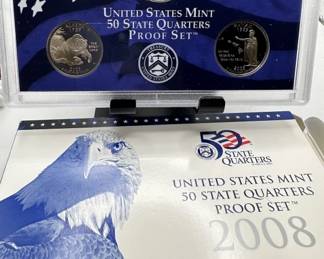 UNITED STATES MINT
50 STATE QUARTERS
PROOF SET™
50
STATE
QUARTERS
UNITED STATES MINT
50 STATE QUARTERS
PROOF SET™
2008